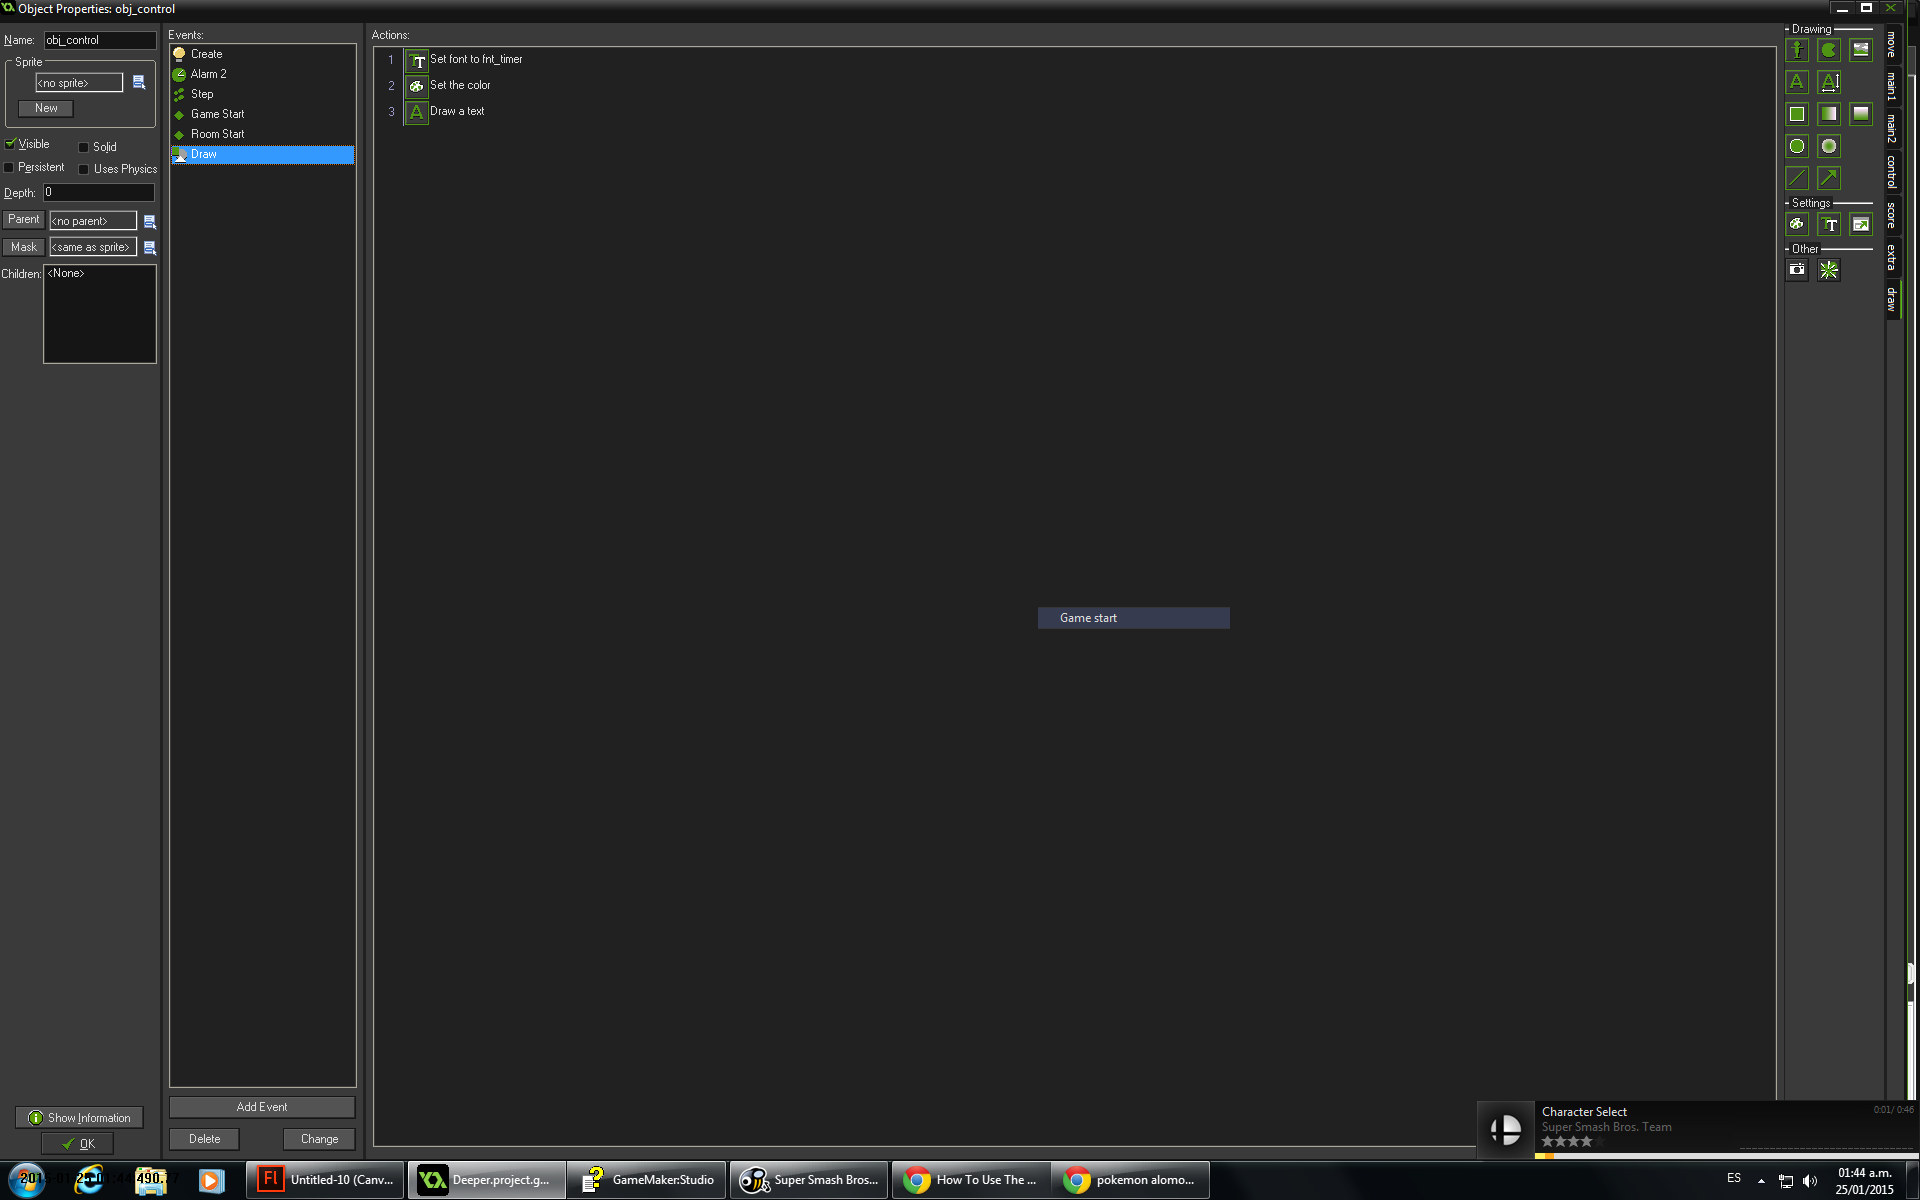 Object Properties: obj_control
Name: obj_control
Sprite
<no sprite>
New
Visible
Solid
Persistent
Uses Physics
Depth: 0
Parent <no parent>
Mask <same as sprite>
Children: <None>
Show Information
OK
Events:
Create
Alarm 2
Step
Game Start
Room Start
Draw
Add Event
Delete Change
Actions:
1 Set font to fnt_timer
2 Set the color
3 Draw a text
Game start
Drawing
Settings
Other
move
main1
main2
control
score
extra
draw
Character Select
0:01/ 0:46
Super Smash Bros. Team
Untitled-10 (Canv...
Deeper.project.g...
GameMaker:Studio
Super Smash Bros...
How To Use The ...
pokemon alomo...
ES
01:44 a.m.
25/01/2015